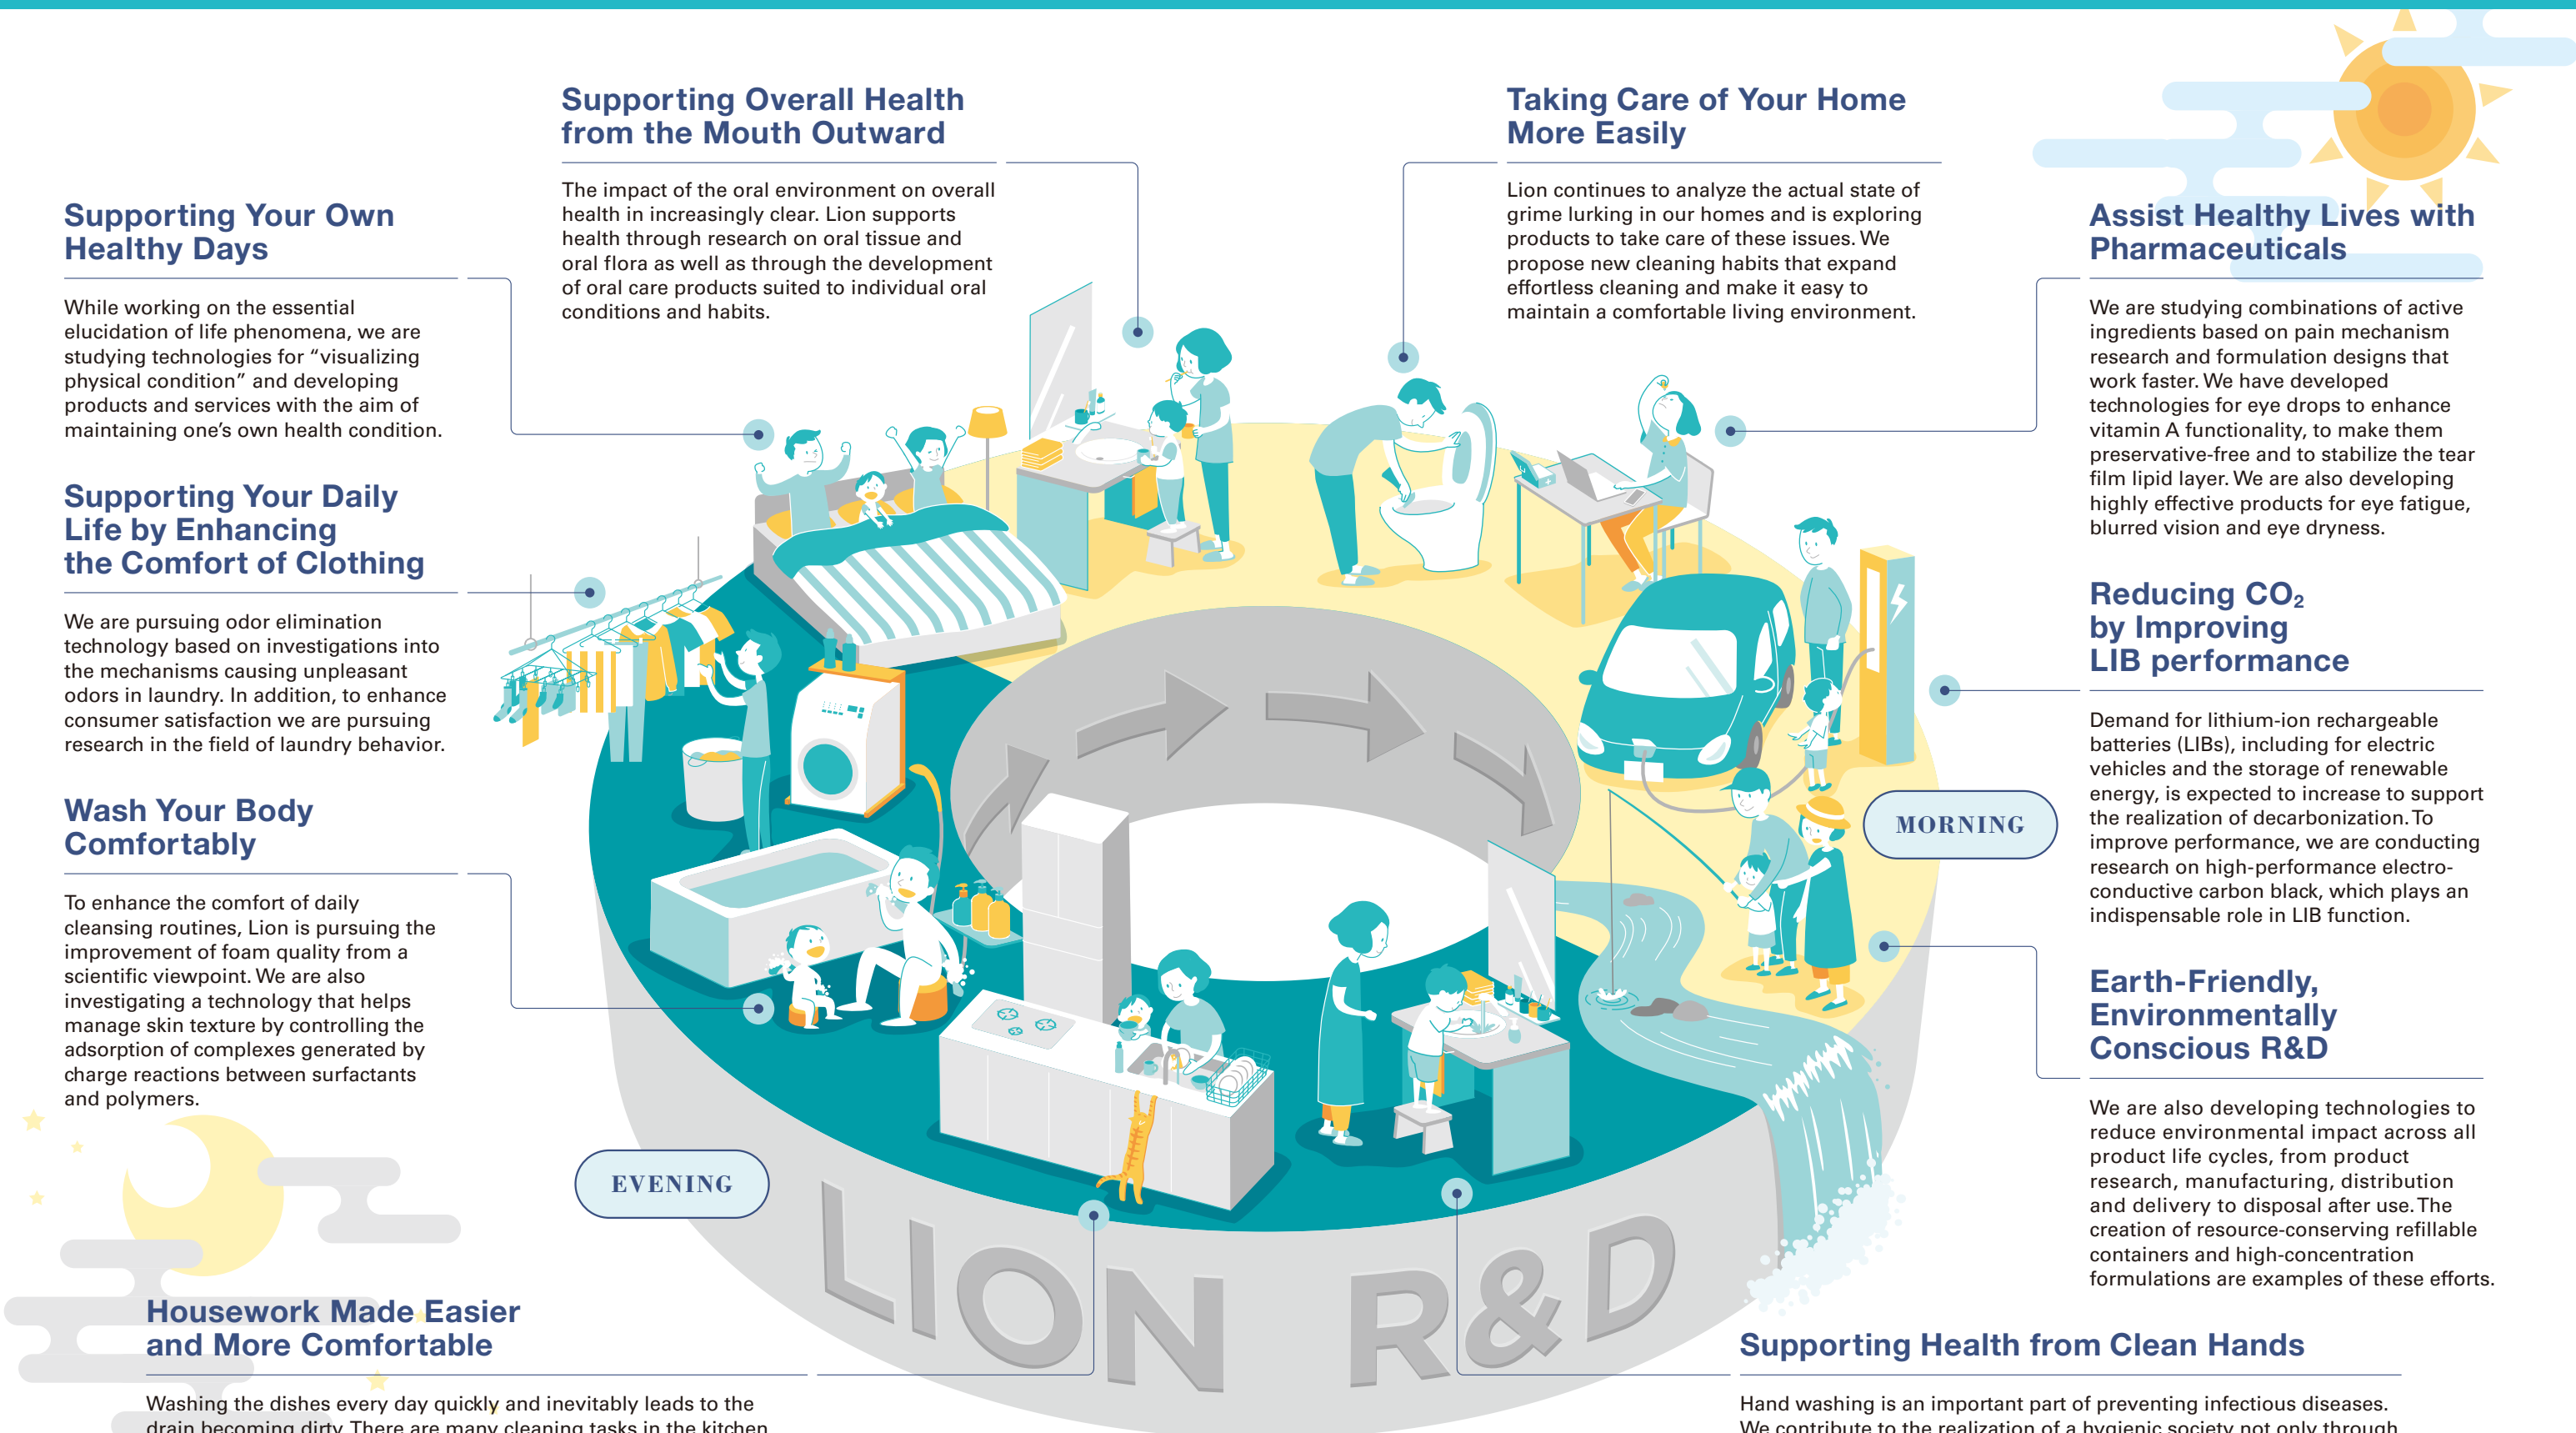 Supporting Overall Health
from the Mouth Outward
The impact of the oral environment on overall
health in increasingly clear. Lion supports
health through research on oral tissue and
oral flora as well as through the development
of oral care products suited to individual oral
conditions and habits.
Taking Care of Your Home
More Easily
Lion continues to analyze the actual state of
grime lurking in our homes and is exploring
products to take care of these issues. We
propose new cleaning habits that expand
effortless cleaning and make it easy to
maintain a comfortable living environment.
Supporting Your Own
Healthy Days
While working on the essential
elucidation of life phenomena, we are
studying technologies for “visualizing
physical condition” and developing
products and services with the aim of
maintaining one’s own health condition.
Supporting Your Daily
Life by Enhancing
the Comfort of Clothing
We are pursuing odor elimination
technology based on investigations into
the mechanisms causing unpleasant
odors in laundry. In addition, to enhance
consumer satisfaction we are pursuing
research in the field of laundry behavior.
Wash Your Body
Comfortably
To enhance the comfort of daily
cleansing routines, Lion is pursuing the
improvement of foam quality from a
scientific viewpoint. We are also
investigating a technology that helps
manage skin texture by controlling the
adsorption of complexes generated by
charge reactions between surfactants
and polymers.
Assist Healthy Lives with
Pharmaceuticals
We are studying combinations of active
ingredients based on pain mechanism
research and formulation designs that
work faster. We have developed
technologies for eye drops to enhance
vitamin A functionality, to make them
preservative-free and to stabilize the tear
film lipid layer. We are also developing
highly effective products for eye fatigue,
blurred vision and eye dryness.
Reducing CO₂
by Improving
LIB performance
Demand for lithium-ion rechargeable
batteries (LIBs), including for electric
vehicles and the storage of renewable
energy, is expected to increase to support
the realization of decarbonization. To
improve performance, we are conducting
research on high-performance electro-
conductive carbon black, which plays an
indispensable role in LIB function.
Earth-Friendly,
Environmentally
Conscious R&D
We are also developing technologies to
reduce environmental impact across all
product life cycles, from product
research, manufacturing, distribution
and delivery to disposal after use. The
creation of resource-conserving refillable
containers and high-concentration
formulations are examples of these efforts.
MORNING
EVENING
LION R&D
Housework Made Easier
and More Comfortable
Washing the dishes every day quickly and inevitably leads to the
drain becoming dirty. There are many cleaning tasks in the kitchen
Supporting Health from Clean Hands
Hand washing is an important part of preventing infectious diseases.
We contribute to the realization of a hygienic society not only through